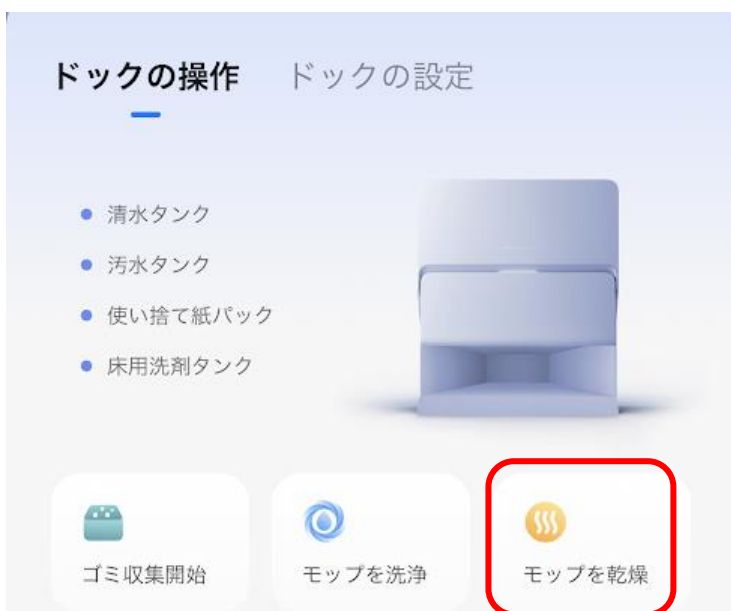 ドックの操作 ドックの設定
清水タンク
汚水タンク
使い捨て紙パック
床用洗剤タンク
ゴミ収集開始 モップを洗浄 モップを乾燥